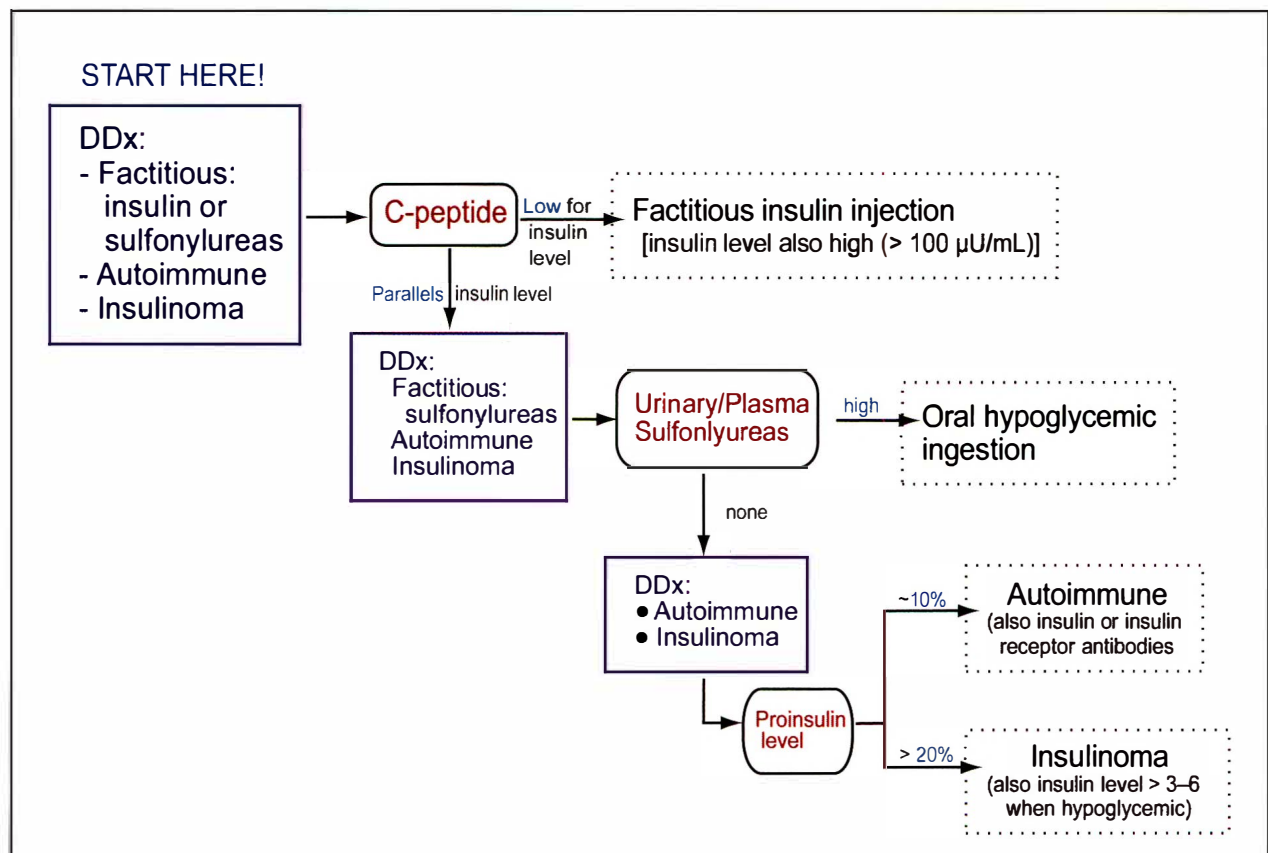 START HERE!
DDx:
- Factitious:
insulin or
sulfonylureas
- Autoimmune
- Insulinoma
C-peptide
Low for
insulin
level
Factitious insulin injection
[insulin level also high (> 100 µU/mL)]
Parallels insulin level
DDx:
Factitious:
sulfonylureas
Autoimmune
Insulinoma
Urinary/Plasma
Sulfonlyureas
high
Oral hypoglycemic
ingestion
none
DDx:
● Autoimmune
● Insulinoma
Proinsulin
level
~10%
Autoimmune
(also insulin or insulin
receptor antibodies
> 20%
Insulinoma
(also insulin level > 3–6
when hypoglycemic)